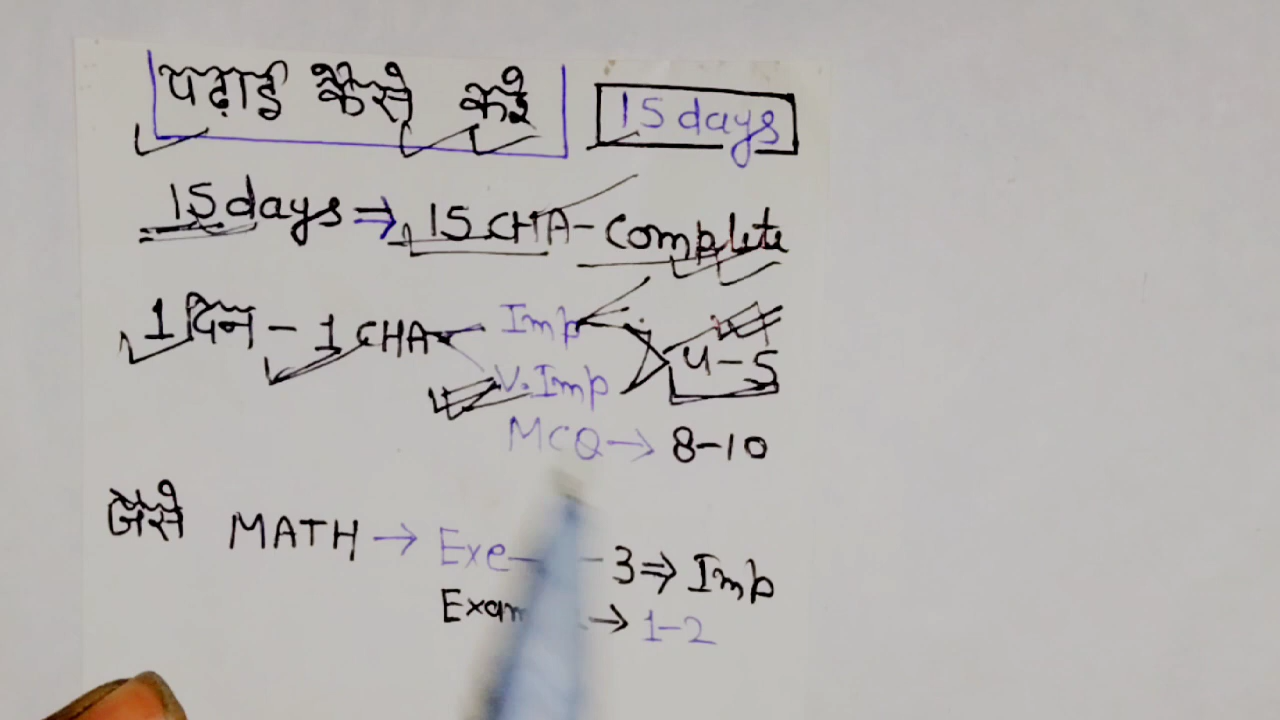 पढ़ाई कैसे करे 15 days
15 days ⇒ 15 CHA - Complete
1 दिन - 1 CHA Imp
V. Imp 4-5
MCQ → 8-10
जैसे MATH → Exe 3 ⇒ Imp
→ 1-2